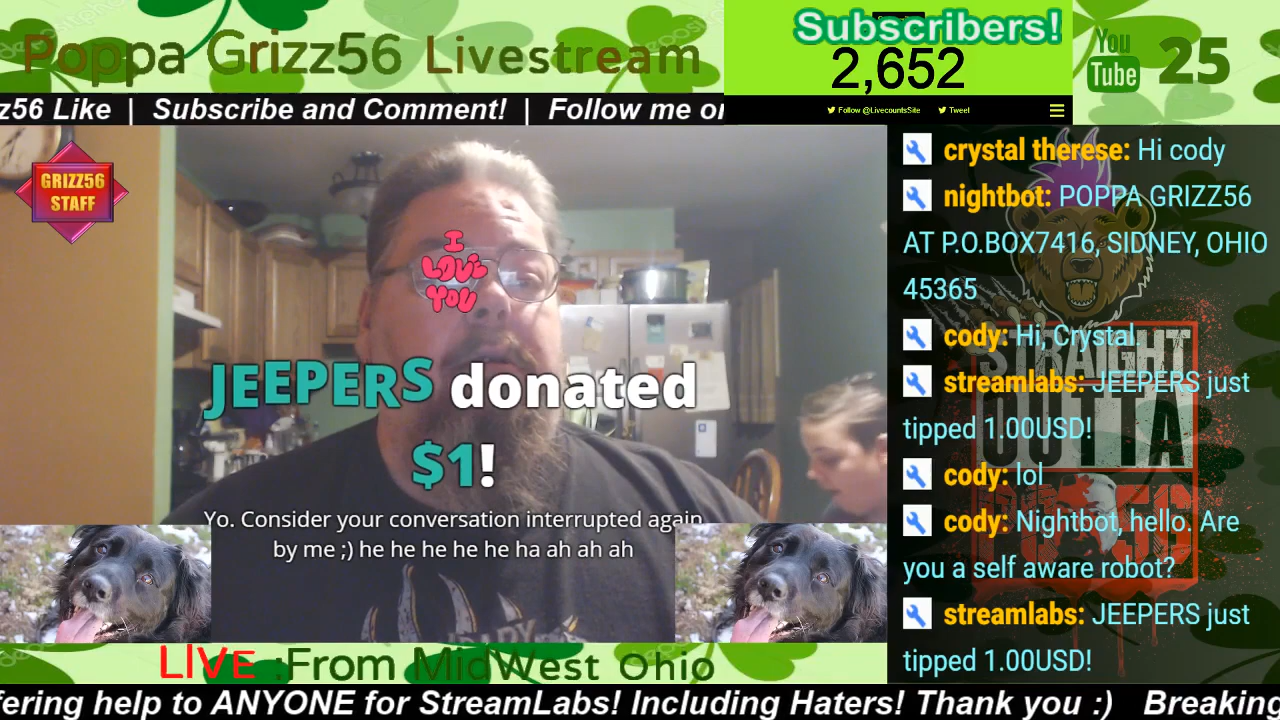 Poppa Grizz56 Livestream
Subscribers!
2,652
Follow @LivecountsSite Tweet
You
Tube 25
z56 Like | Subscribe and Comment! | Follow me or
GRIZZ56
STAFF
I
LOVE
YOU
JEEPERS donated
$1!
Yo. Consider your conversation interrupted again
by me ;) he he he he he ha ah ah ah
crystal therese: Hi cody
nightbot: POPPA GRIZZ56
AT P.O.BOX7416, SIDNEY, OHIO
45365
cody: Hi, Crystal.
streamlabs: JEEPERS just
tipped 1.00USD!
cody: lol
cody: Nightbot, hello. Are
you a self aware robot?
streamlabs: JEEPERS just
tipped 1.00USD!
STRAIGHT
OUTTA
LIVE :From MidWest Ohio
fering help to ANYONE for StreamLabs! Including Haters! Thank you :) Breaking